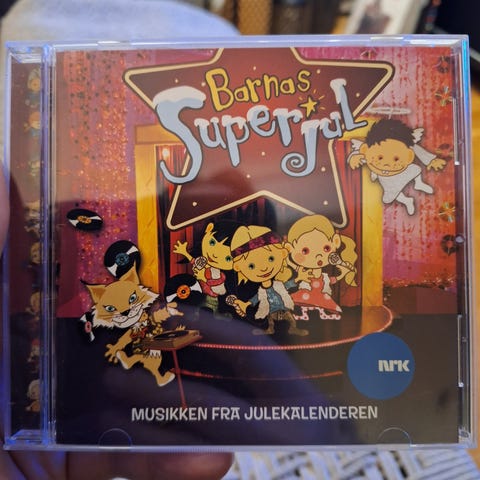 Barnas
Superjul
NRK
MUSIKKEN FRA JULEKALENDEREN